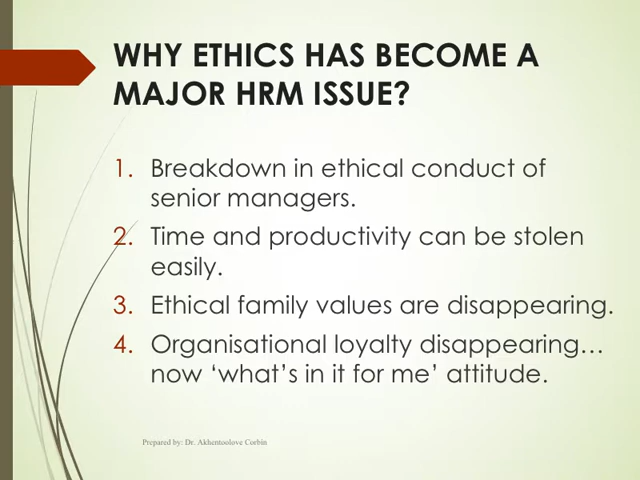 WHY ETHICS HAS BECOME A
MAJOR HRM ISSUE?
1. Breakdown in ethical conduct of
senior managers.
2. Time and productivity can be stolen
easily.
3. Ethical family values are disappearing.
4. Organisational loyalty disappearing…
now ‘what’s in it for me’ attitude.
Prepared by: Dr. Akhentoolove Corbin